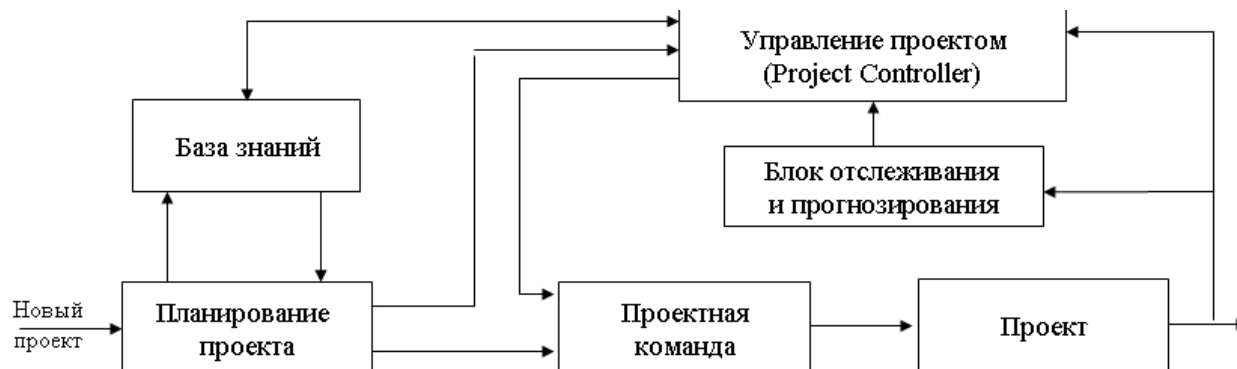 Управление проектом
(Project Controller)
База знаний
Блок отслеживания
и прогнозирования
Новый
проект
Планирование
проекта
Проектная
команда
Проект